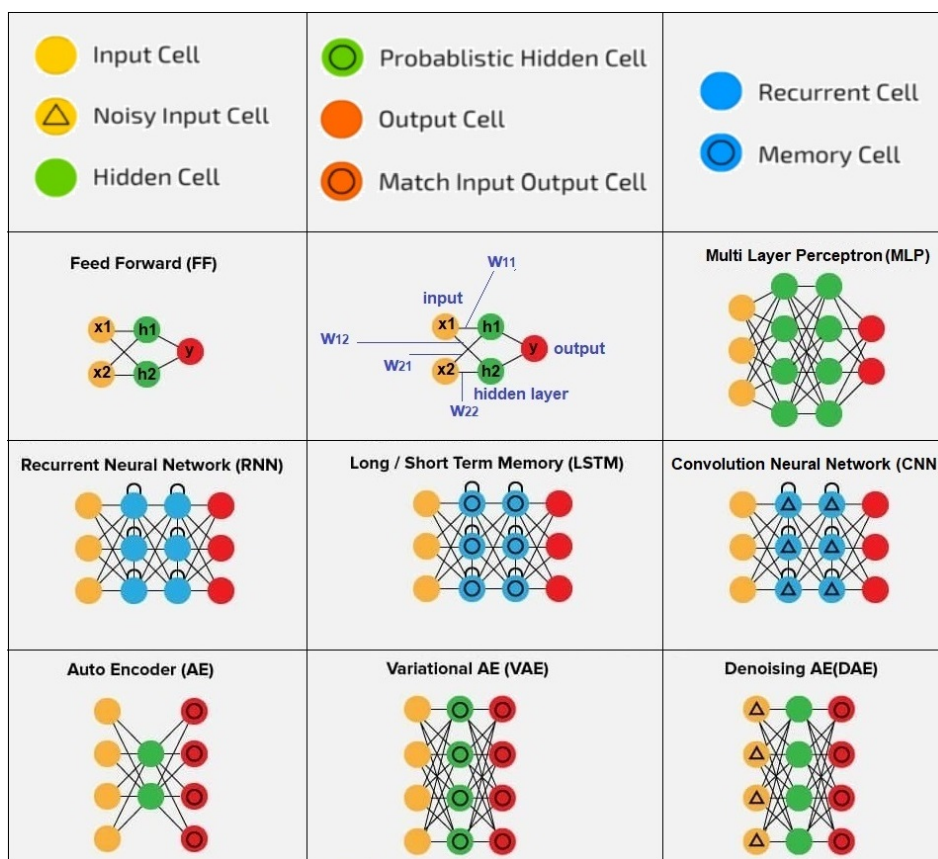 Input Cell
Noisy Input Cell
Hidden Cell
Probablistic Hidden Cell
Output Cell
Match Input Output Cell
Recurrent Cell
Memory Cell
Feed Forward (FF)
x1 h1
y
x2 h2
W11
input
x1 h1
W12
y output
W21
x2 h2
hidden layer
W22
Multi Layer Perceptron (MLP)
Recurrent Neural Network (RNN)
Long / Short Term Memory (LSTM)
Convolution Neural Network (CNN
Auto Encoder (AE)
Variational AE (VAE)
Denoising AE(DAE)